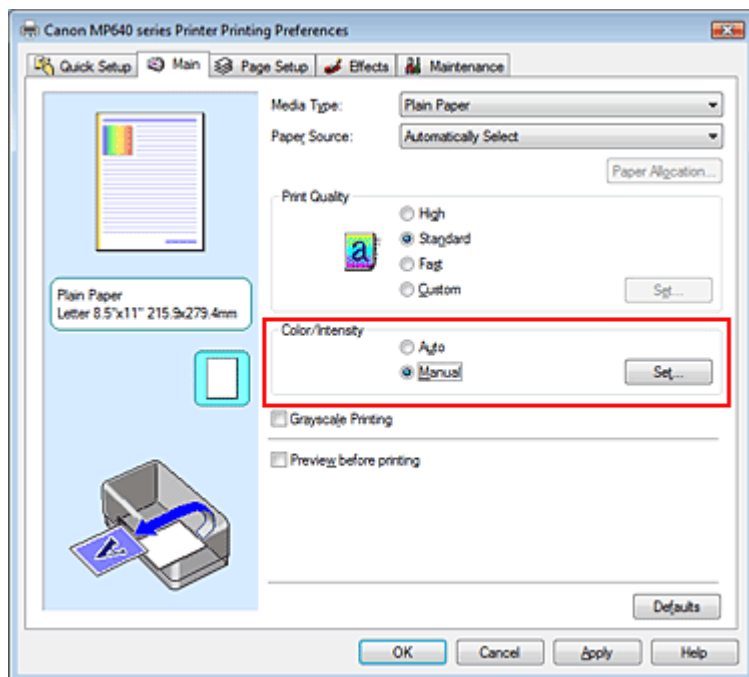 Canon MP640 series Printer Printing Preferences
Quick Setup Main Page Setup Effects Maintenance
Media Type: Plain Paper
Paper Source: Automatically Select
Paper Allocation...
Print Quality
High
a Standard
Fast
Custom Set...
Plain Paper
Letter 8.5"x11" 215.9x279.4mm
Color/Intensity
Auto
Manual Set...
Grayscale Printing
Preview before printing
A
Defaults
OK Cancel Apply Help